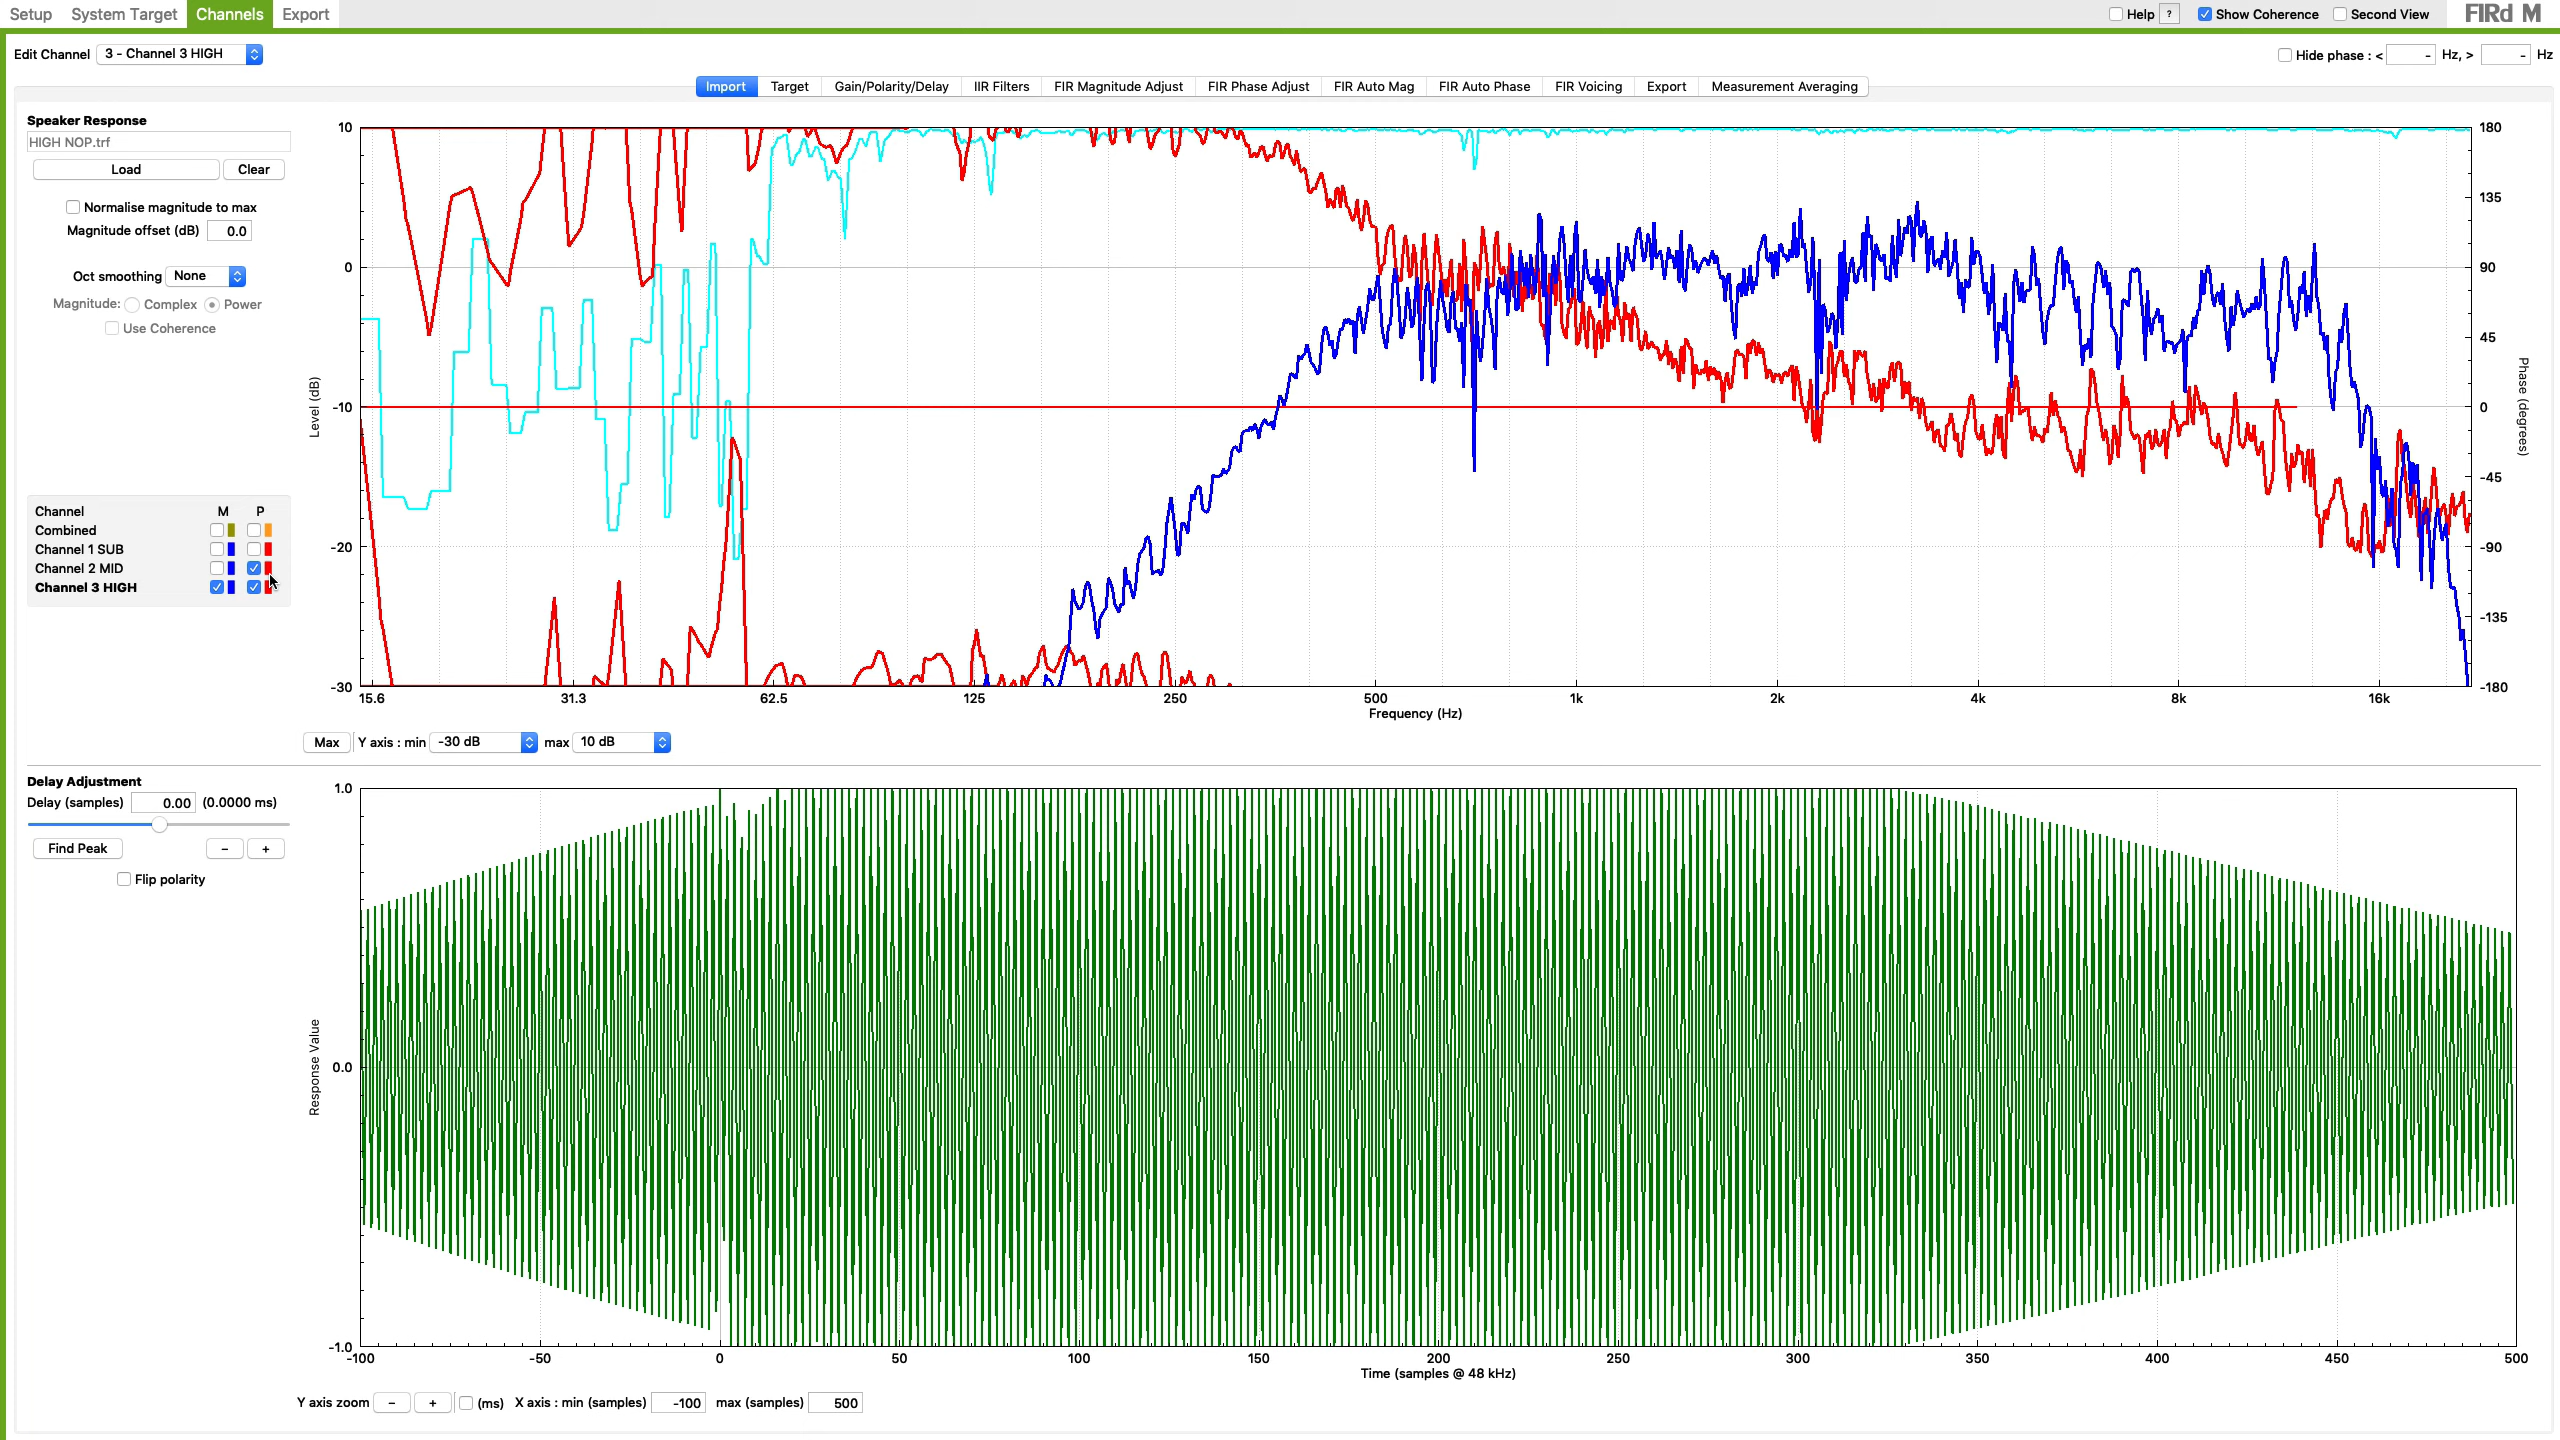 Setup System Target Channels Export Help ? Show Coherence Second View FIRd M
Edit Channel 3 - Channel 3 HIGH Hide phase : < - Hz, > - Hz
Import Target Gain/Polarity/Delay IIR Filters FIR Magnitude Adjust FIR Phase Adjust FIR Auto Mag FIR Auto Phase FIR Voicing Export Measurement Averaging
Speaker Response
HIGH NOP.trf
Load Clear
Normalise magnitude to max
Magnitude offset (dB) 0.0
Oct smoothing None
Magnitude: Complex Power
Use Coherence
Channel M P
Combined
Channel 1 SUB
Channel 2 MID
Channel 3 HIGH
Level (dB)
10
0
-10
-20
-30
180
135
90
45
0
-45
-90
-135
-180
Phase (degrees)
15.6 31.3 62.5 125 250 500 1k 2k 4k 8k 16k
Frequency (Hz)
Max Y axis : min -30 dB max 10 dB
Delay Adjustment
Delay (samples) 0.00 (0.0000 ms)
Find Peak - +
Flip polarity
Response Value
1.0
0.0
-1.0
-100 -50 0 50 100 150 200 250 300 350 400 450 500
Time (samples @ 48 kHz)
Y axis zoom - + (ms) X axis : min (samples) -100 max (samples) 500